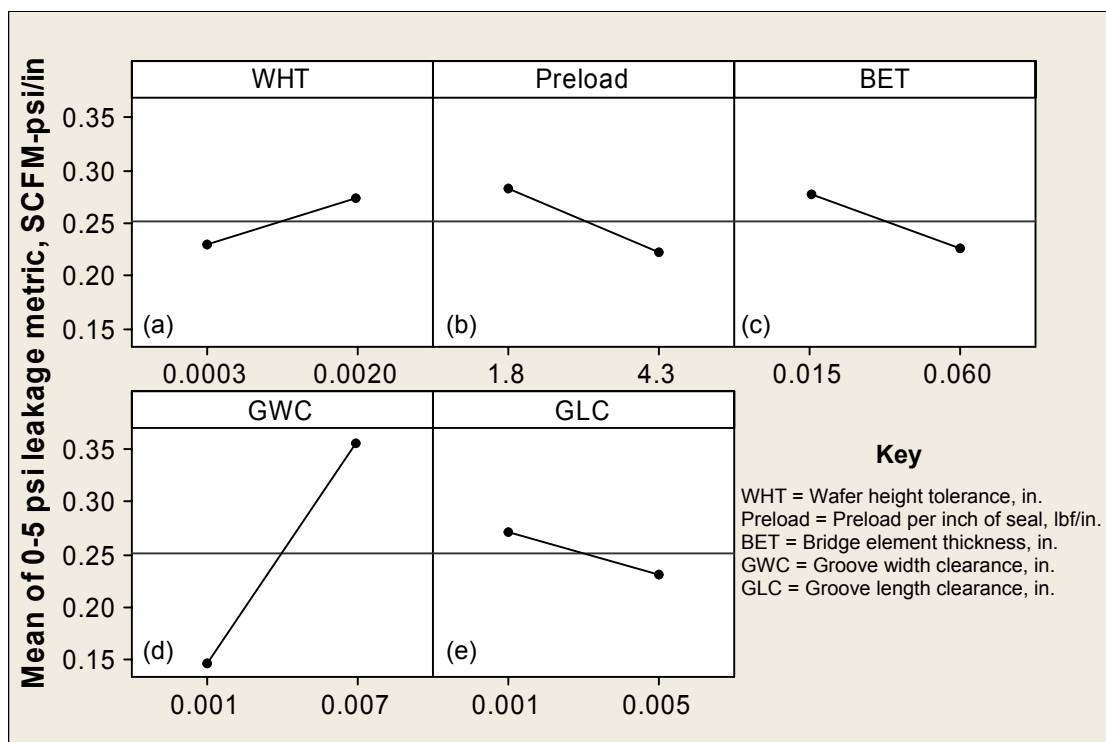 Mean of 0-5 psi leakage metric, SCFM-psi/in
WHT
Preload
BET
0.35
0.30
0.25
0.20
0.15
(a)
(b)
(c)
0.0003
0.0020
1.8
4.3
0.015
0.060
GWC
GLC
0.35
0.30
0.25
0.20
0.15
(d)
(e)
0.001
0.007
0.001
0.005
Key
WHT = Wafer height tolerance, in.
Preload = Preload per inch of seal, lbf/in.
BET = Bridge element thickness, in.
GWC = Groove width clearance, in.
GLC = Groove length clearance, in.